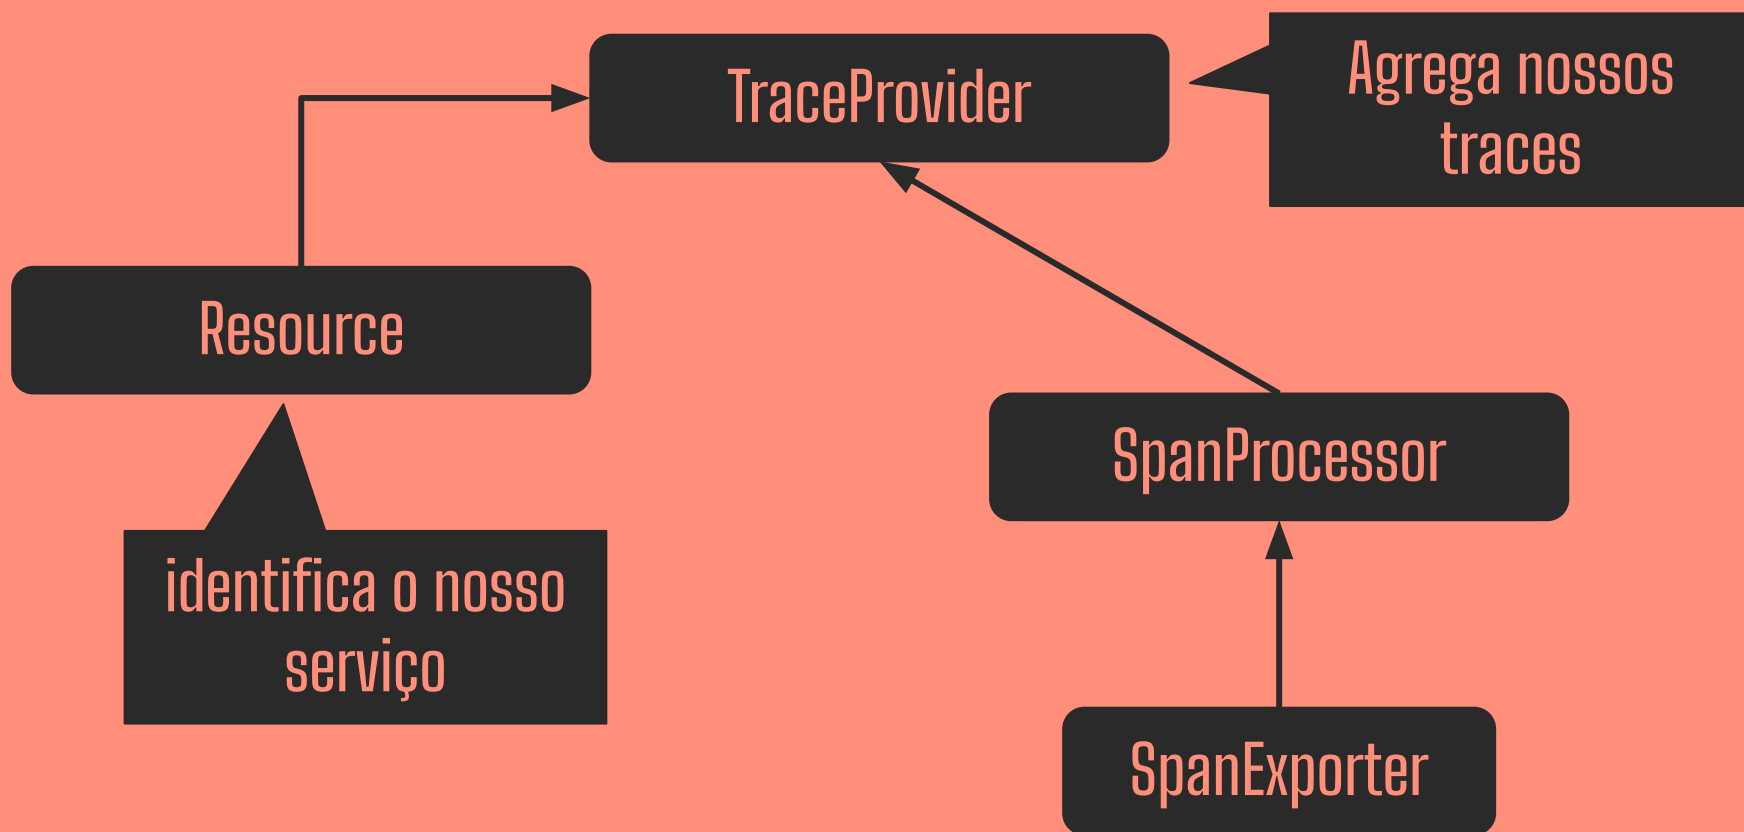 TraceProvider
Agrega nossos
traces
Resource
identifica o nosso
serviço
SpanProcessor
SpanExporter